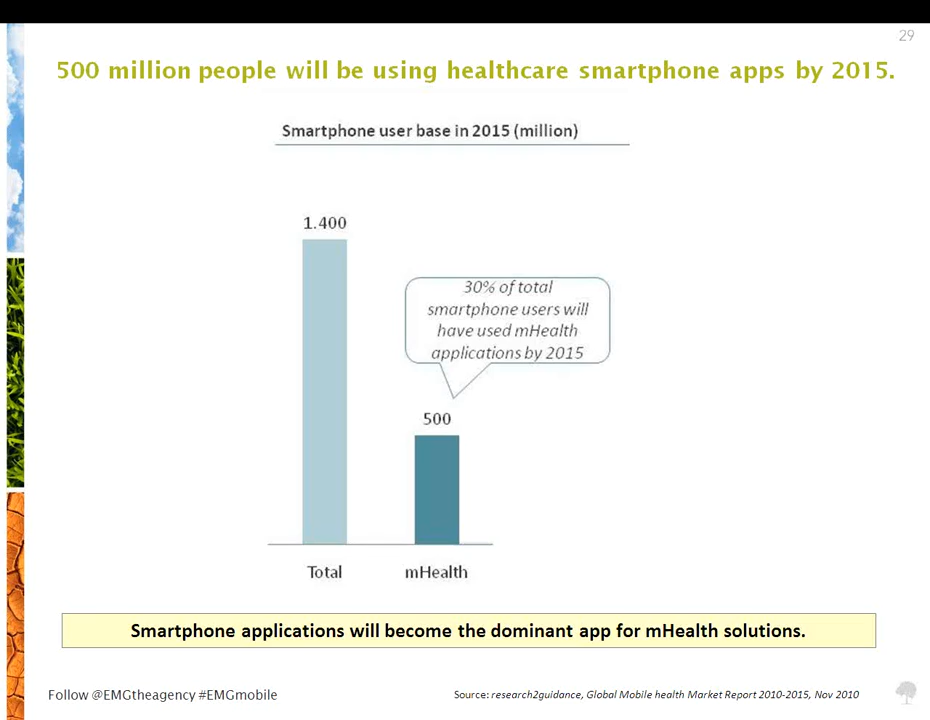 29
500 million people will be using healthcare smartphone apps by 2015.
Smartphone user base in 2015 (million)
1.400
30% of total
smartphone users will
have used mHealth
applications by 2015
500
Total
mHealth
Smartphone applications will become the dominant app for mHealth solutions.
Follow @EMGtheagency #EMGmobile
Source: research2guidance, Global Mobile health Market Report 2010-2015, Nov 2010